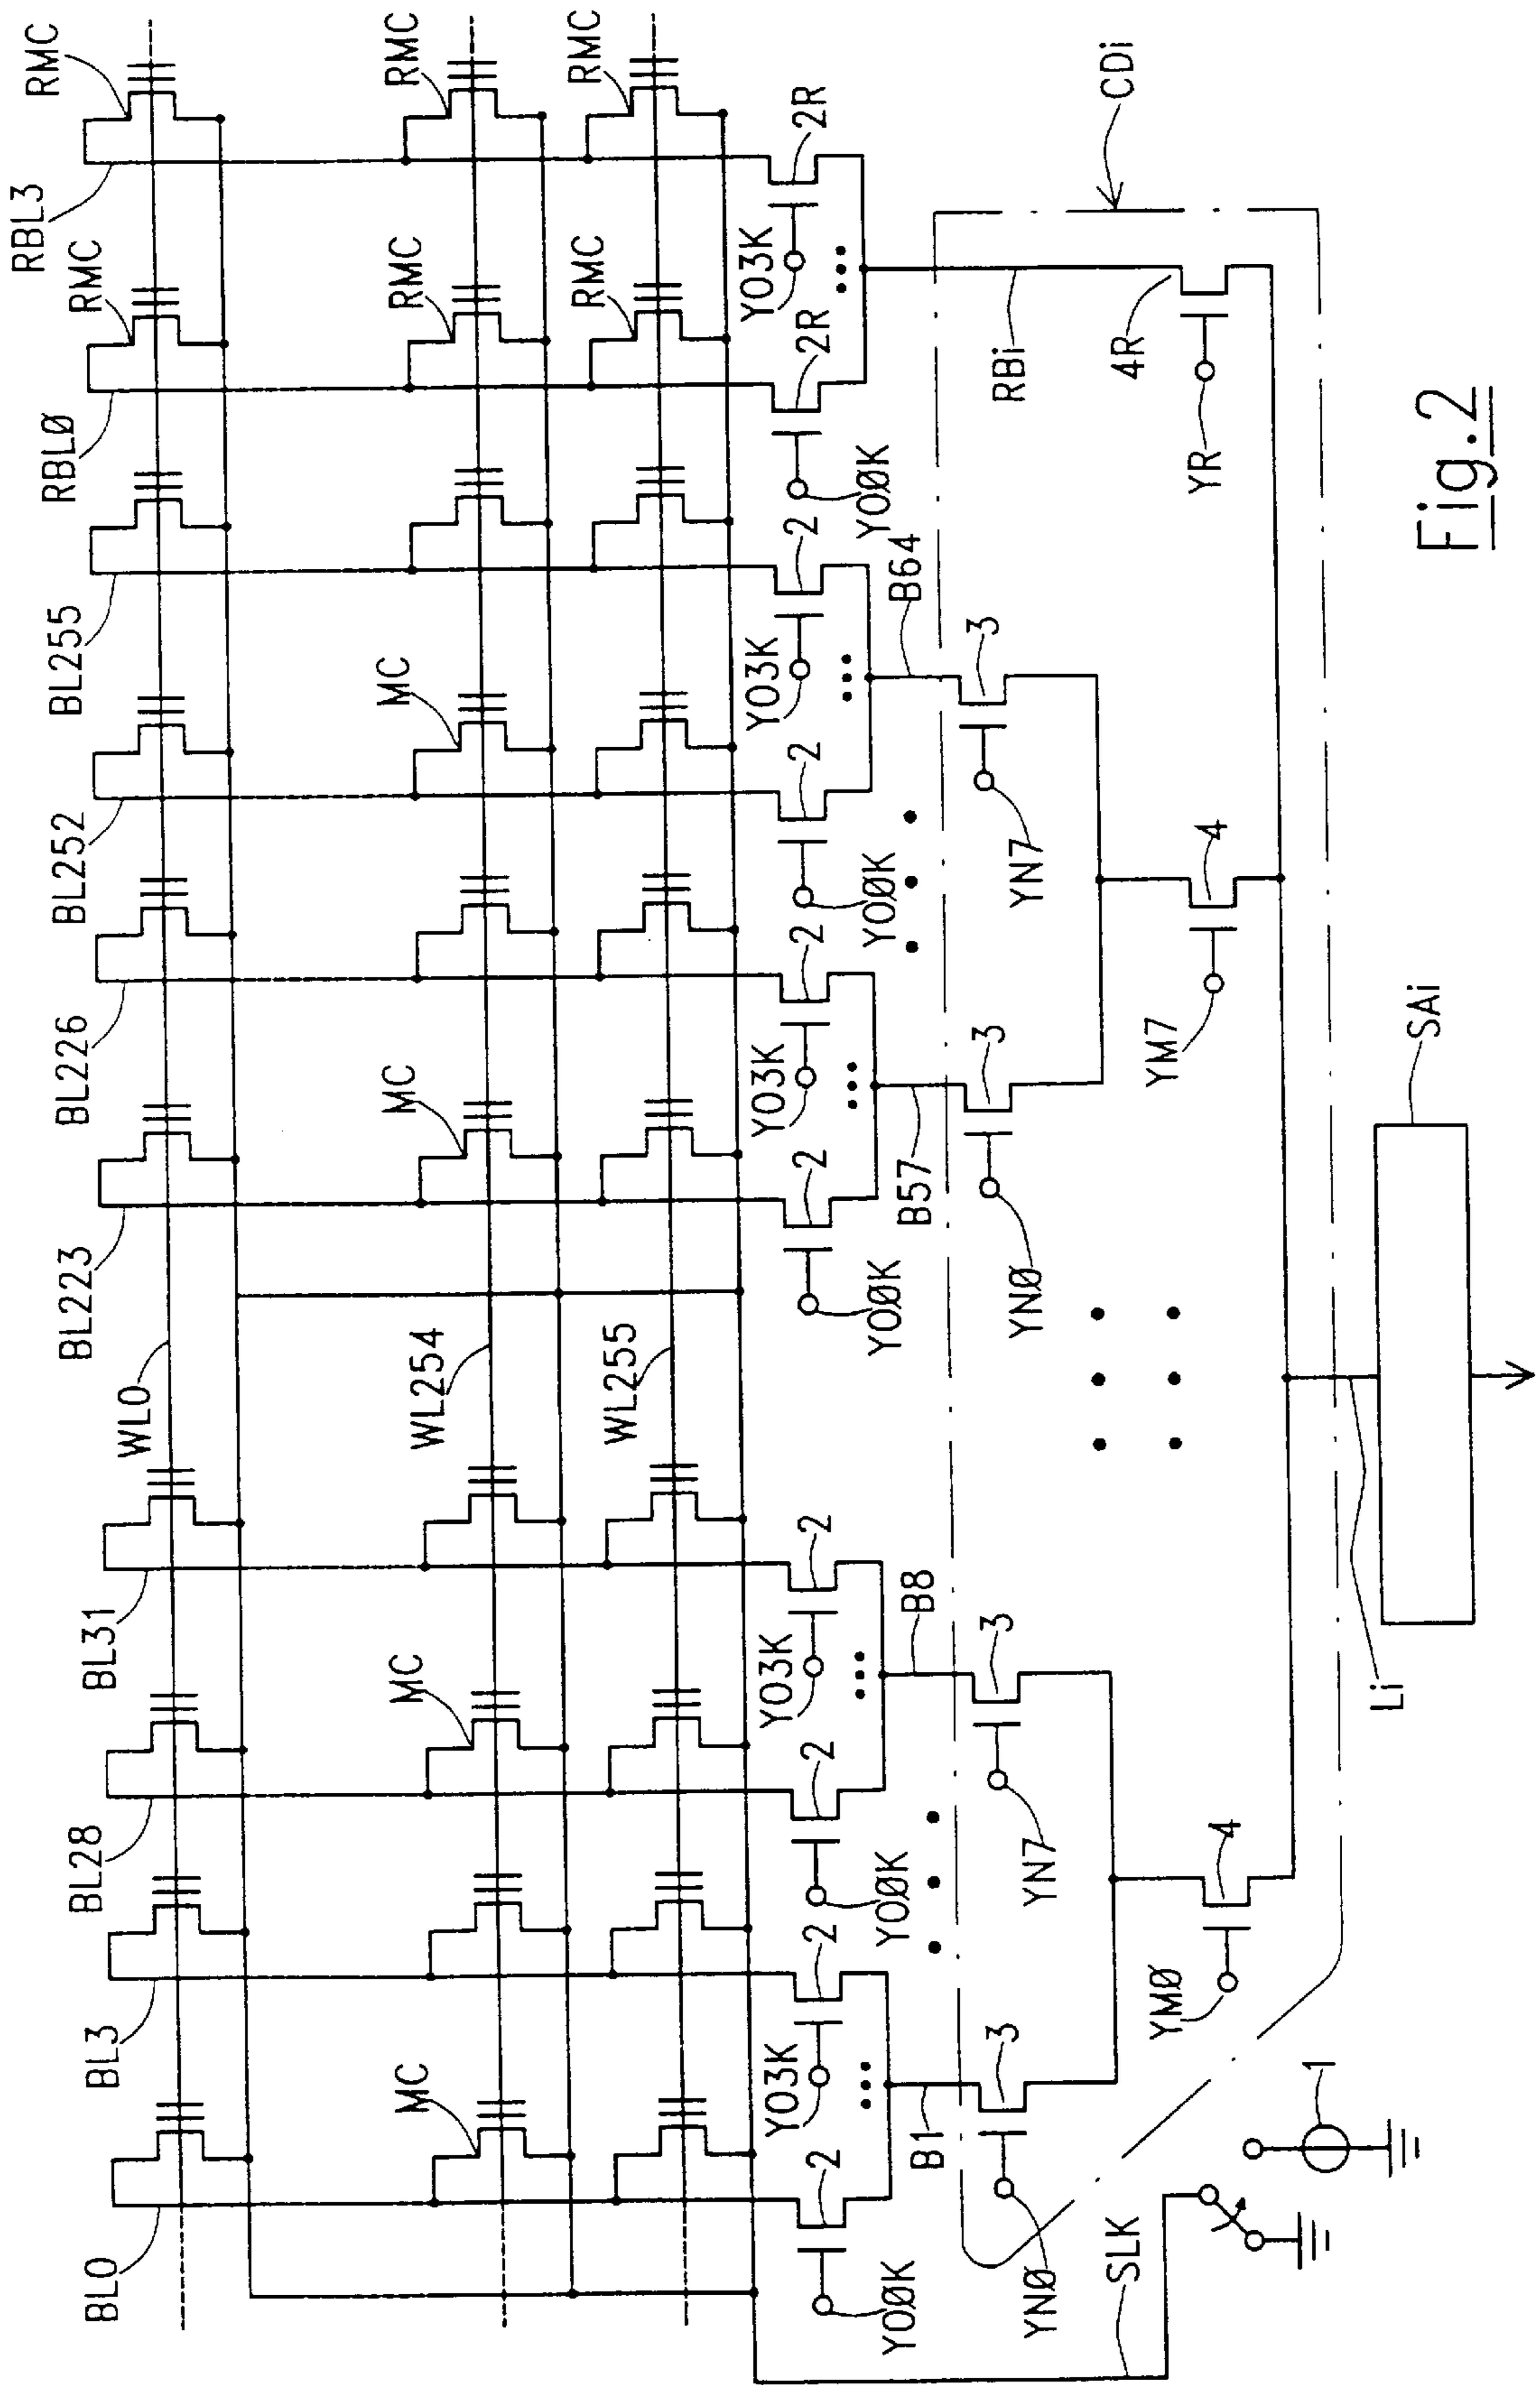 BL0
BL3
BL28
BL31
BL223
BL226
BL252
BL255
RBLØ
RBL3
RMC
RMC
WL0
MC
MC
WL254
MC
MC
RMC
RMC
WL255
RMC
RMC
YOØK
2
YO3K
2
YOØK
2
YO3K
2
YOØK
2
YO3K
2
YOØK
2
YO3K
2
YOØK
2R
YO3K
2R
B1
B8
B57
B64
YNØ
3
YN7
3
YNØ
3
YN7
3
RBi
CDi
SLK
YMØ
4
YM7
4
YR
4R
1
Li
SAi
Fig.2